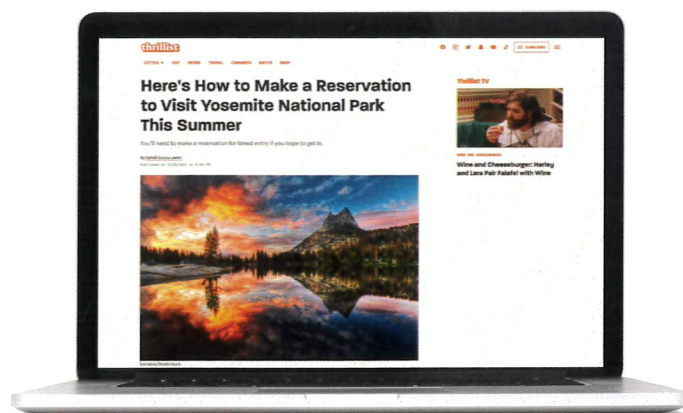 thrillist
CITIES EAT DRINK TRAVEL CANNABIS WATCH SHOP
SUBSCRIBE
Here's How to Make a Reservation
to Visit Yosemite National Park
This Summer
You'll need to make a reservation for timed entry if you hope to get in.
Thrillist TV
Wine and Cheeseburger: Harley
and Lara Pair Falafel with Wine